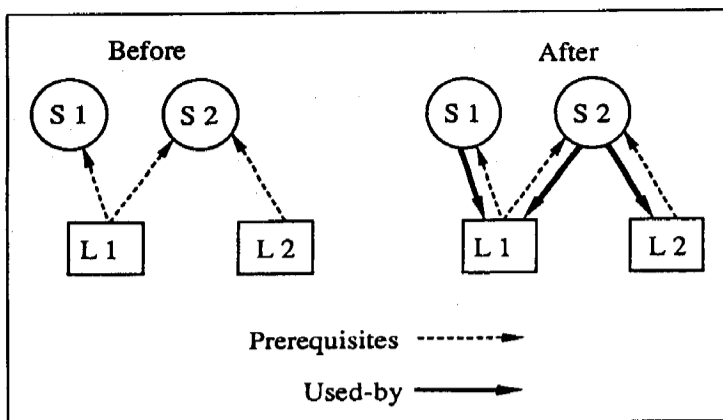 Before After
S 1 S 2 S 1 S 2
L 1 L 2 L 1 L 2
Prerequisites
Used-by